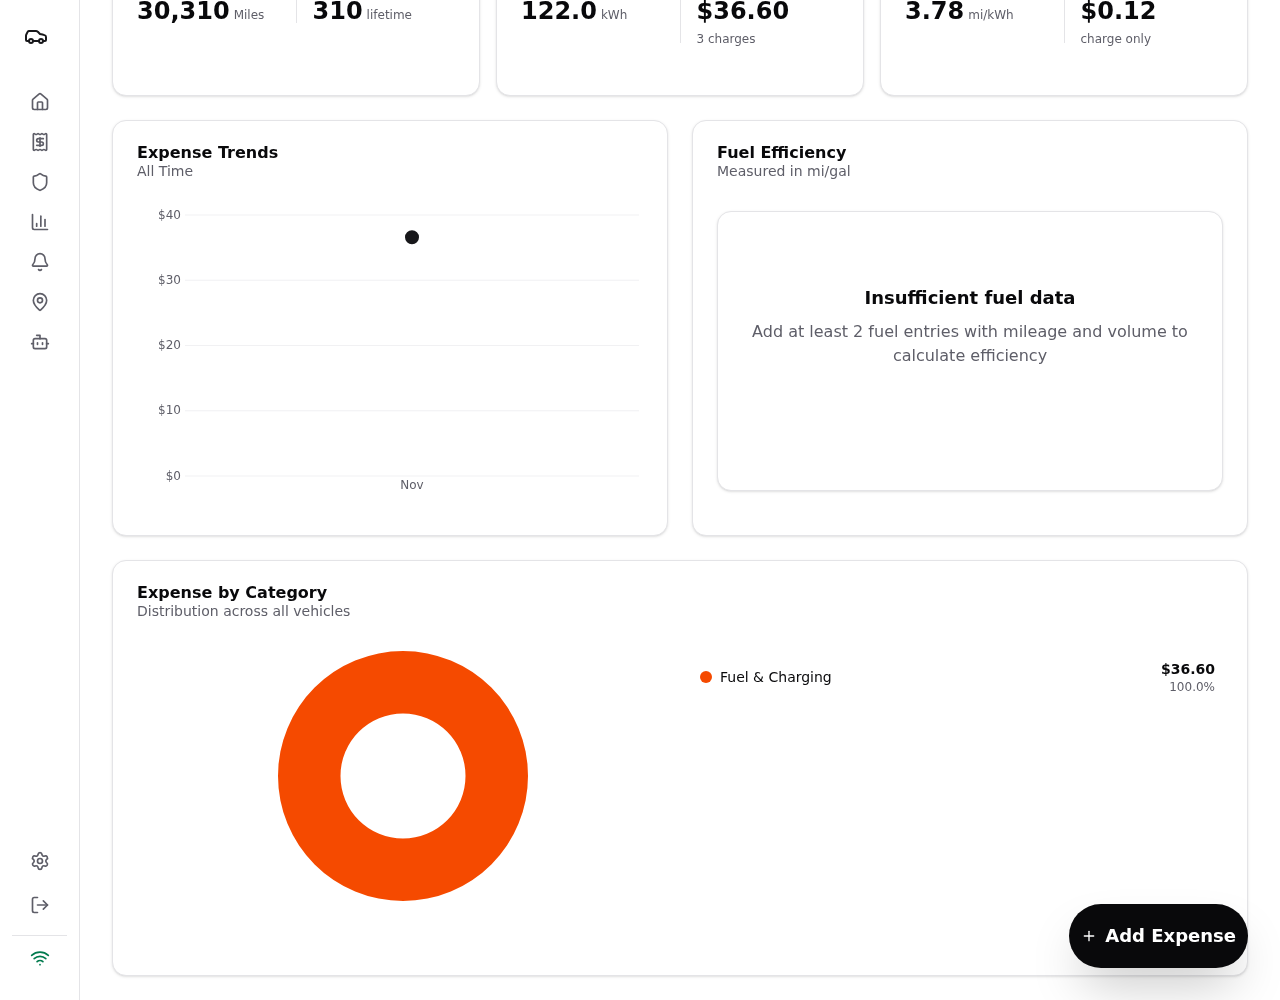 30,310 Miles
310 lifetime
122.0 kWh
$36.60
3 charges
3.78 mi/kWh
$0.12
charge only
Expense Trends
All Time
$40
$30
$20
$10
$0
Nov
Fuel Efficiency
Measured in mi/gal
Insufficient fuel data
Add at least 2 fuel entries with mileage and volume to
calculate efficiency
Expense by Category
Distribution across all vehicles
Fuel & Charging
$36.60
100.0%
Add Expense